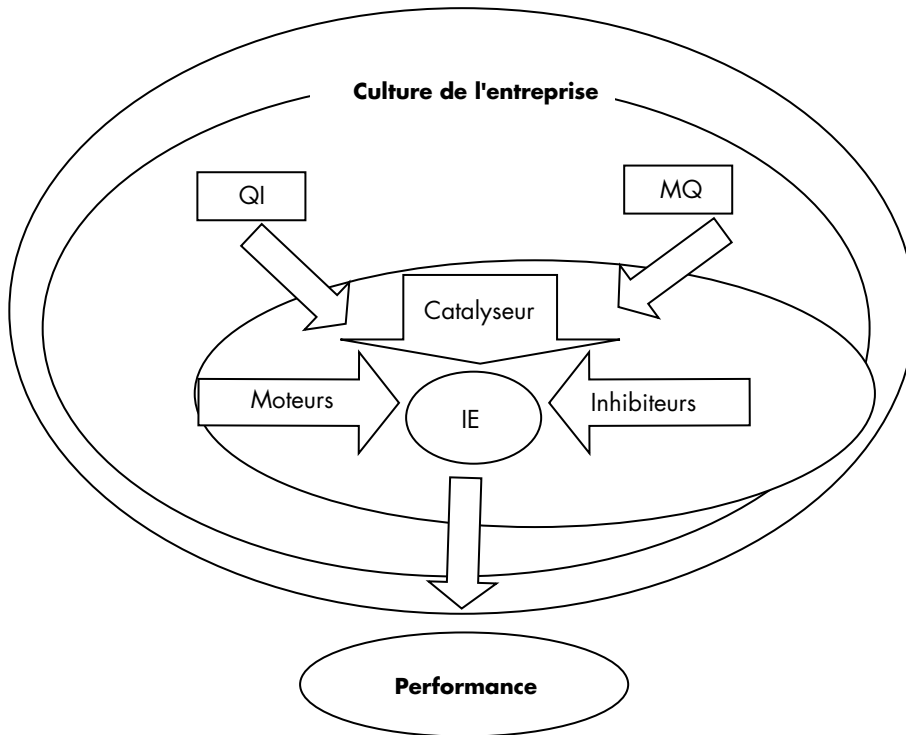 Culture de l'entreprise
QI
MQ
Catalyseur
Moteurs
Inhibiteurs
IE
Performance